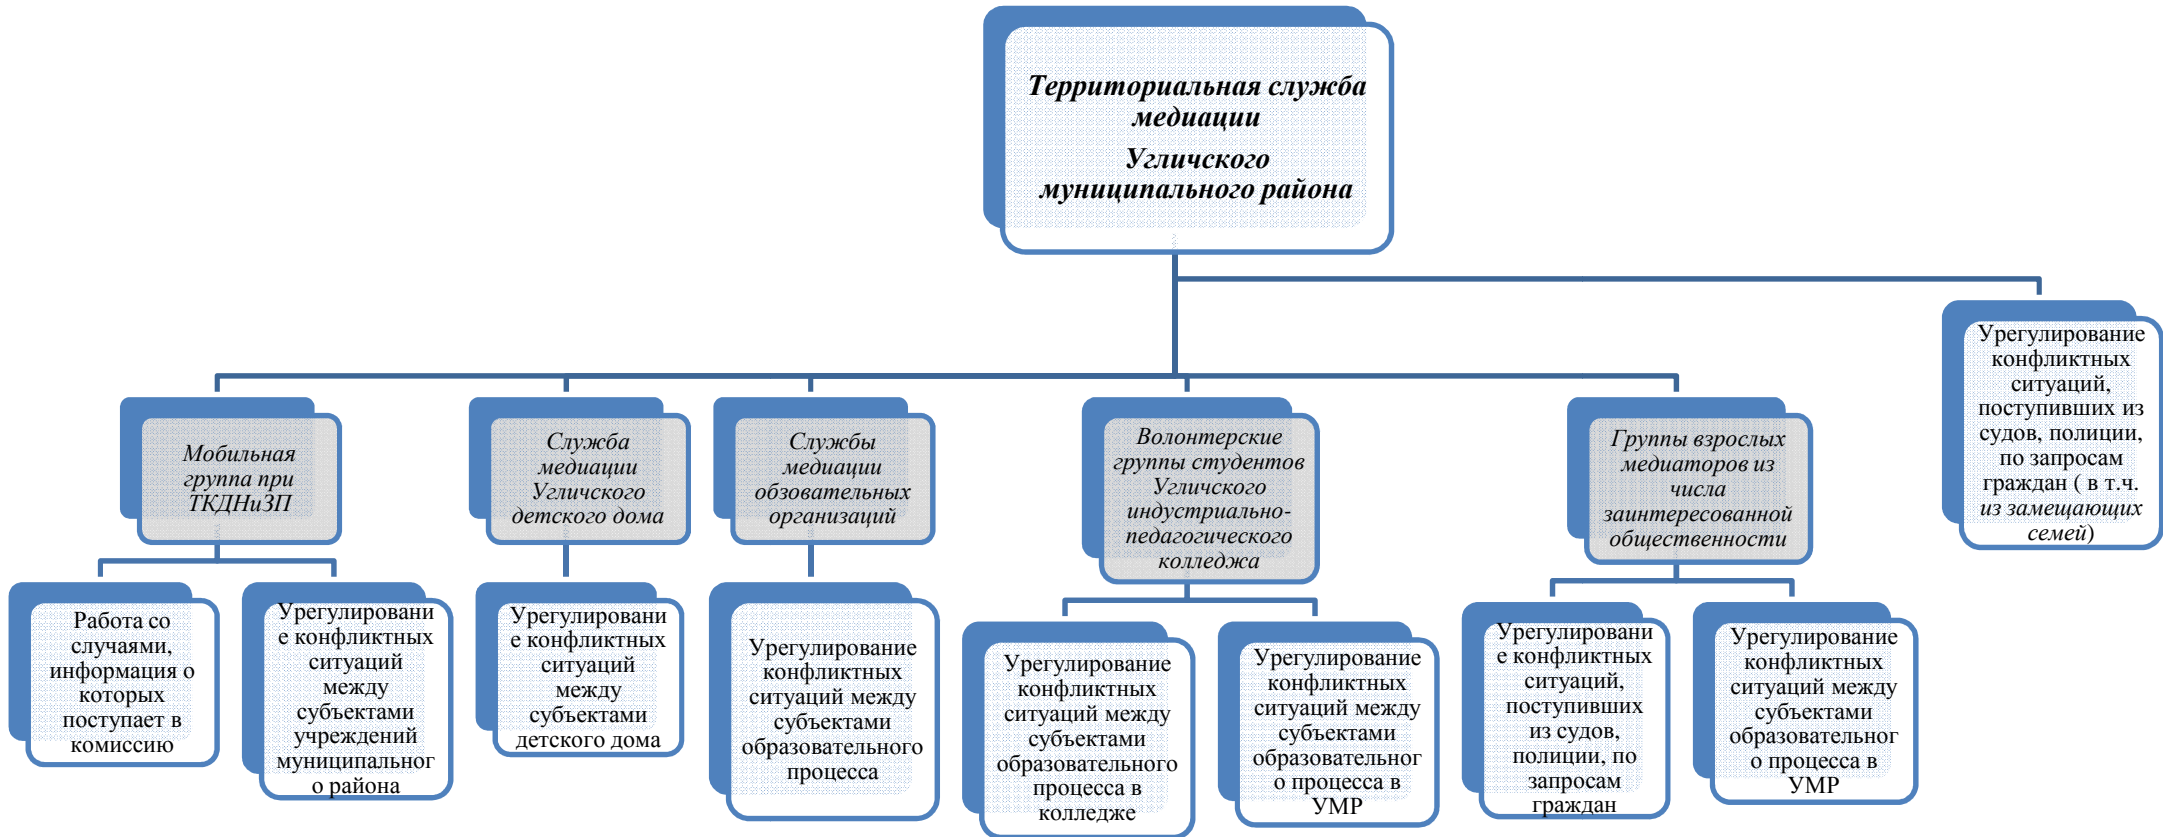 Территориальная служба
медиации
Угличского
муниципального района
Урегулирование
конфликтных
ситуаций,
поступивших из
судов, полиции,
по запросам
граждан ( в т.ч.
из замещающих
семей)
Мобильная
группа при
ТКДНиЗП
Служба
медиации
Угличского
детского дома
Службы
медиации
обзовательных
организаций
Волонтерские
группы студентов
Угличского
индустриально-
педагогического
колледжа
Группы взрослых
медиаторов из
числа
заинтересованной
общественности
Работа со
случаями,
информация о
которых
поступает в
комиссию
Урегулировани
е конфликтных
ситуаций
между
субъектами
учреждений
муниципальног
о района
Урегулировани
е конфликтных
ситуаций
между
субъектами
детского дома
Урегулирование
конфликтных
ситуаций между
субъектами
образовательного
процесса
Урегулирование
конфликтных
ситуаций между
субъектами
образовательного
процесса в
колледже
Урегулирование
конфликтных
ситуаций между
субъектами
образовательног
о процесса в
УМР
Урегулировани
е конфликтных
ситуаций,
поступивших
из судов,
полиции, по
запросам
граждан
Урегулирование
конфликтных
ситуаций между
субъектами
образовательног
о процесса в
УМР